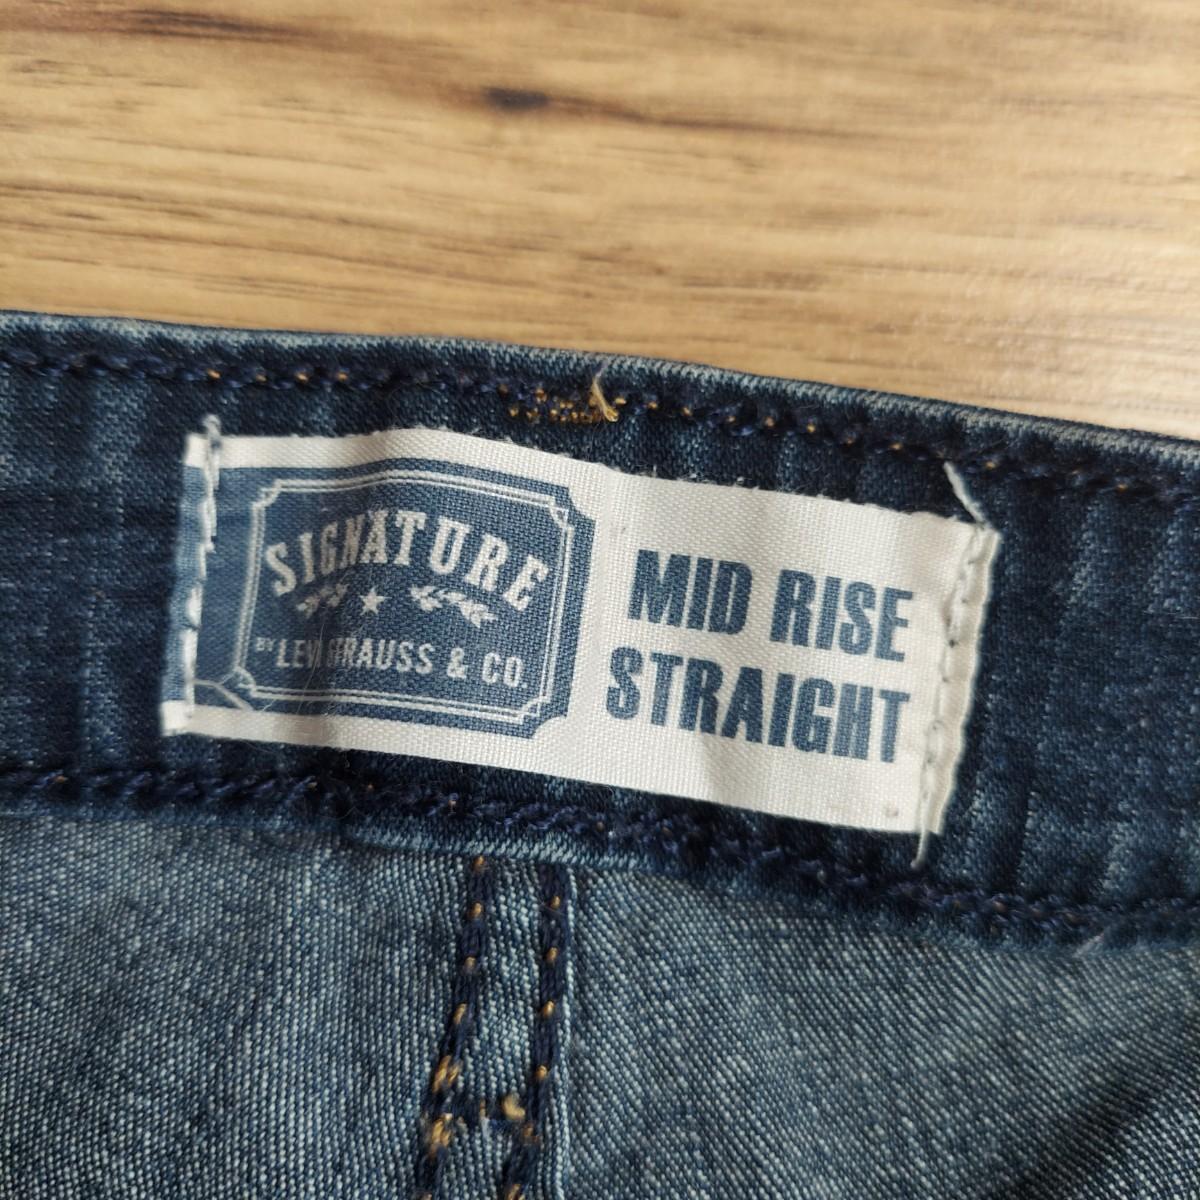 SIGNATURE
BY LEVI STRAUSS & CO.
MID RISE
STRAIGHT